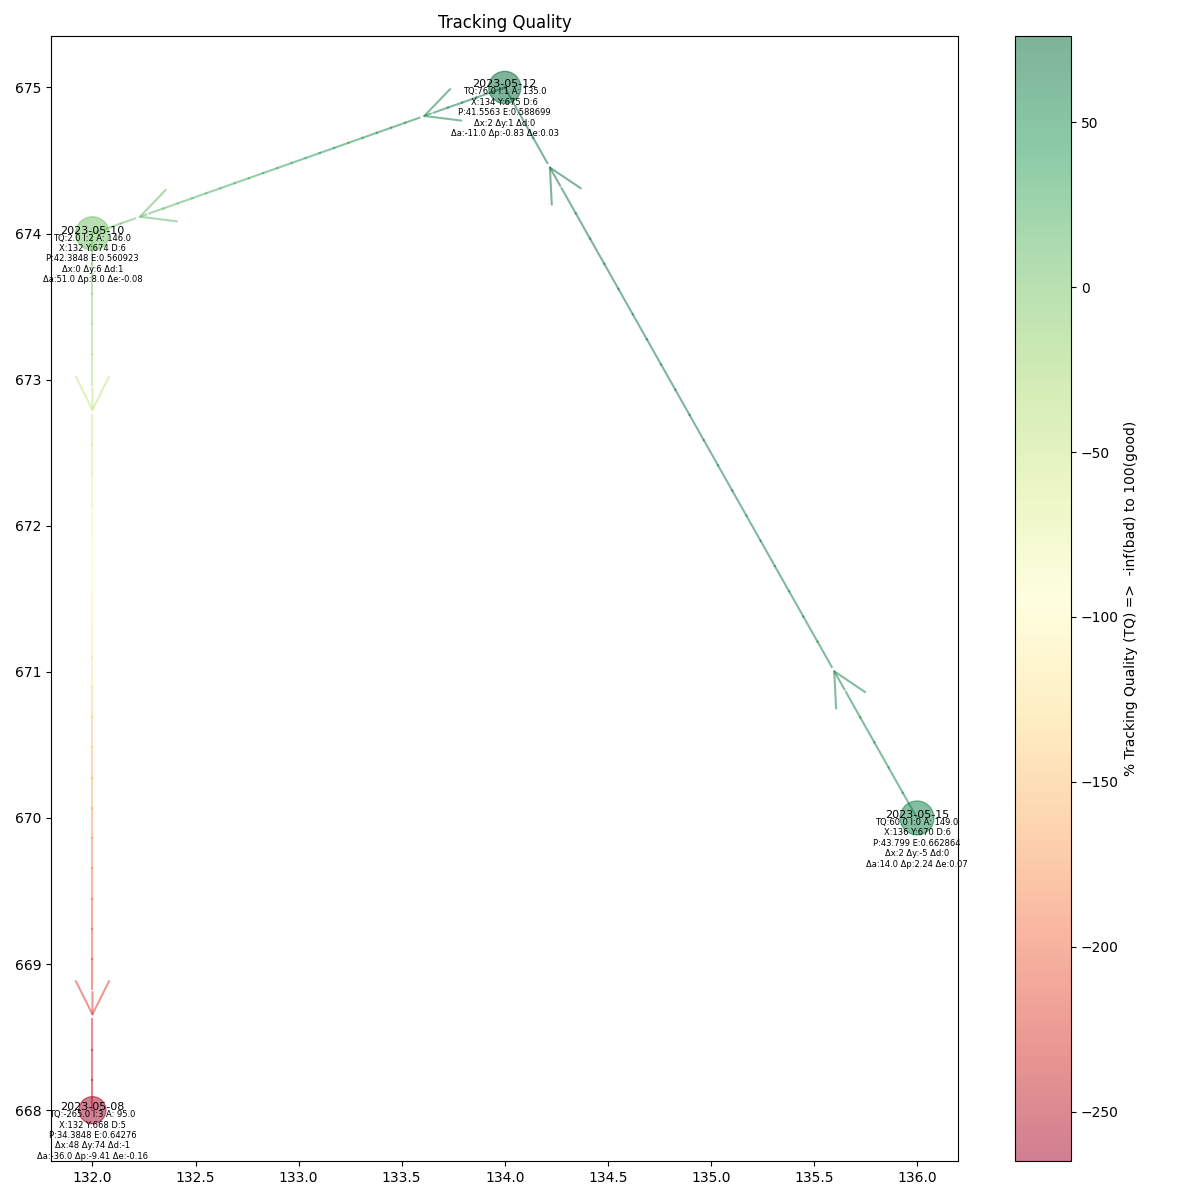 Tracking Quality
675
674
673
672
671
670
669
668
132.0
132.5
133.0
133.5
134.0
134.5
135.0
135.5
136.0
2023-05-12
TQ:76.0 I:1 A: 135.0
X:134 Y:675 D:6
P:41.5563 E:0.588699
Δx:2 Δy:1 Δd:0
Δa:-11.0 Δp:-0.83 Δe:0.03
2023-05-10
TQ:2.0 I:2 A: 146.0
X:132 Y:674 D:6
P:42.3848 E:0.560923
Δx:0 Δy:6 Δd:1
Δa:51.0 Δp:8.0 Δe:-0.08
2023-05-15
TQ:60.0 I:0 A: 149.0
X:136 Y:670 D:6
P:43.799 E:0.662864
Δx:2 Δy:-5 Δd:0
Δa:14.0 Δp:2.24 Δe:0.07
2023-05-08
TQ:-265.0 I:3 A: 95.0
X:132 Y:668 D:5
P:34.3848 E:0.64276
Δx:48 Δy:74 Δd:-1
Δa:-36.0 Δp:-9.41 Δe:-0.16
50
0
−50
−100
−150
−200
−250
% Tracking Quality (TQ) =>  -inf(bad) to 100(good)